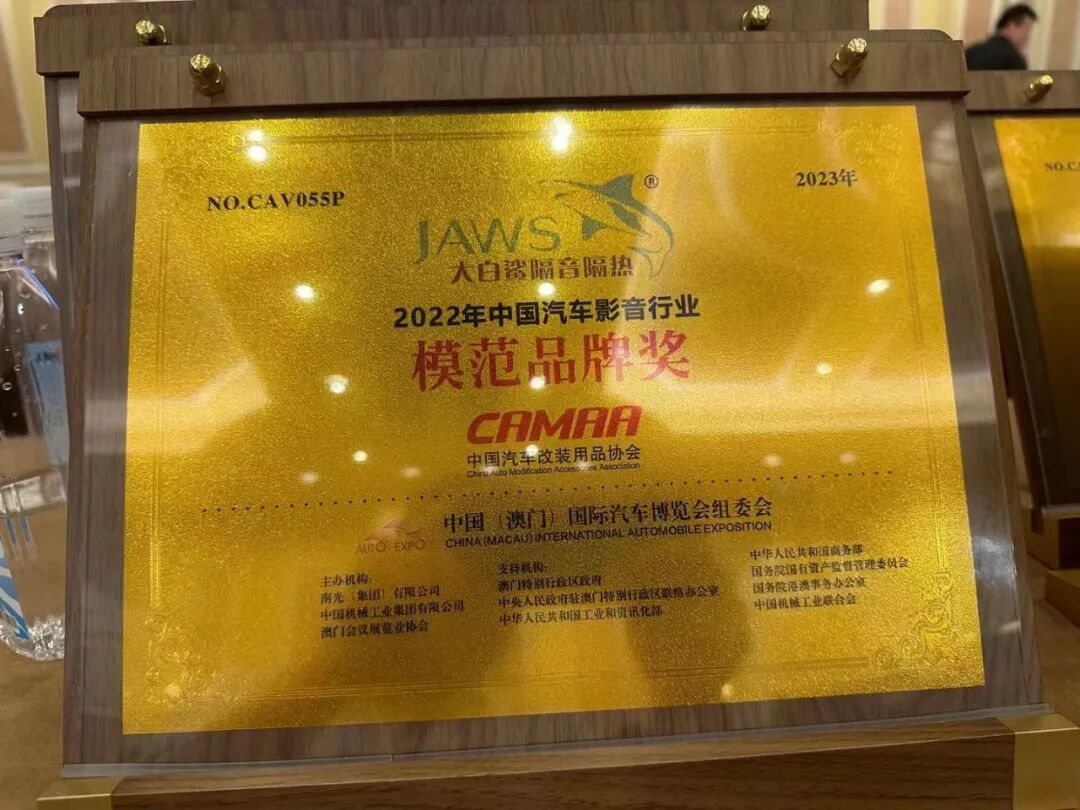 NO.CAV055P
2023年
JAWS®
大白鲨隔音隔热
2022年中国汽车影音行业
模范品牌奖
CAMAA
中国汽车改装用品协会
China Auto Modification Accessories Association
AUTO EXPO
中国（澳门）国际汽车博览会组委会
CHINA (MACAU) INTERNATIONAL AUTOMOBILE EXPOSITION
主办机构：
南光（集团）有限公司
中国机械工业集团有限公司
澳门会议展览业协会
支持机构：
澳门特别行政区政府
中央人民政府驻澳门特别行政区联络办公室
中华人民共和国工业和资讯化部
中华人民共和国商务部
国务院国有资产监督管理委员会
国务院港澳事务办公室
中国机械工业联合会
NO.CA